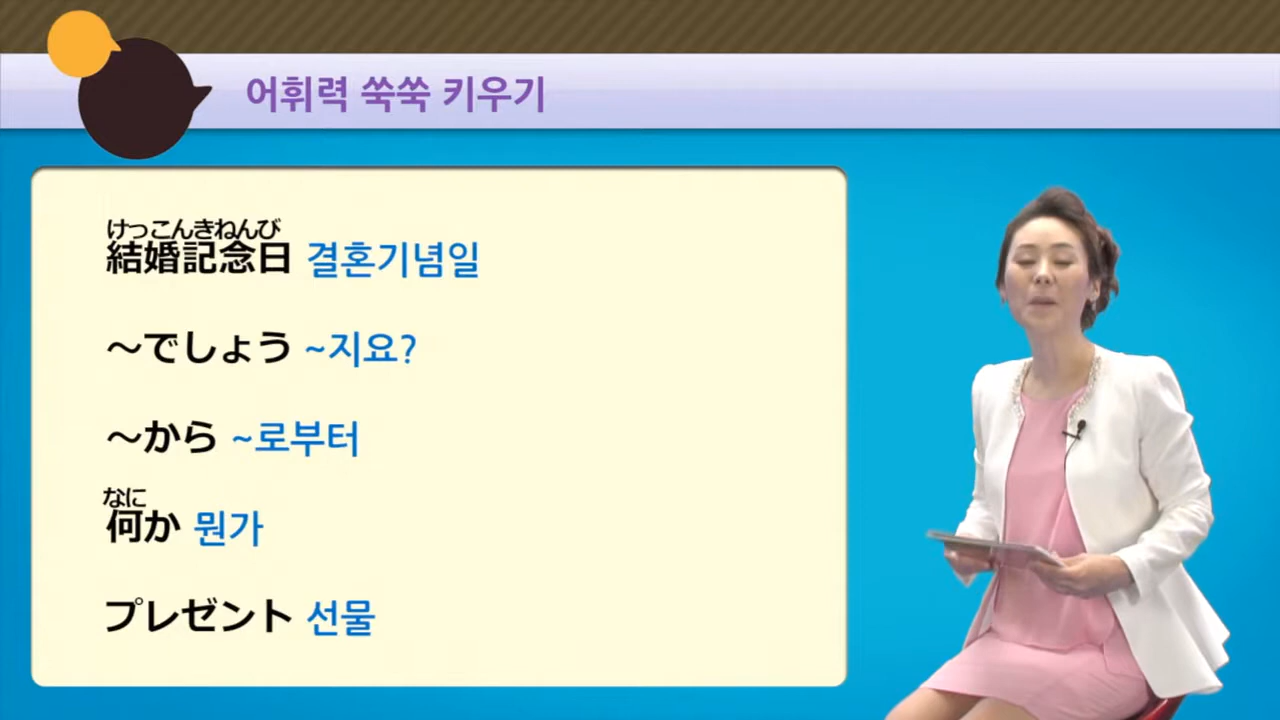 어휘력 쑥쑥 키우기
けっこんきねんび
結婚記念日 결혼기념일
～でしょう ~지요?
～から ~로부터
なに
何か 뭔가
プレゼント 선물